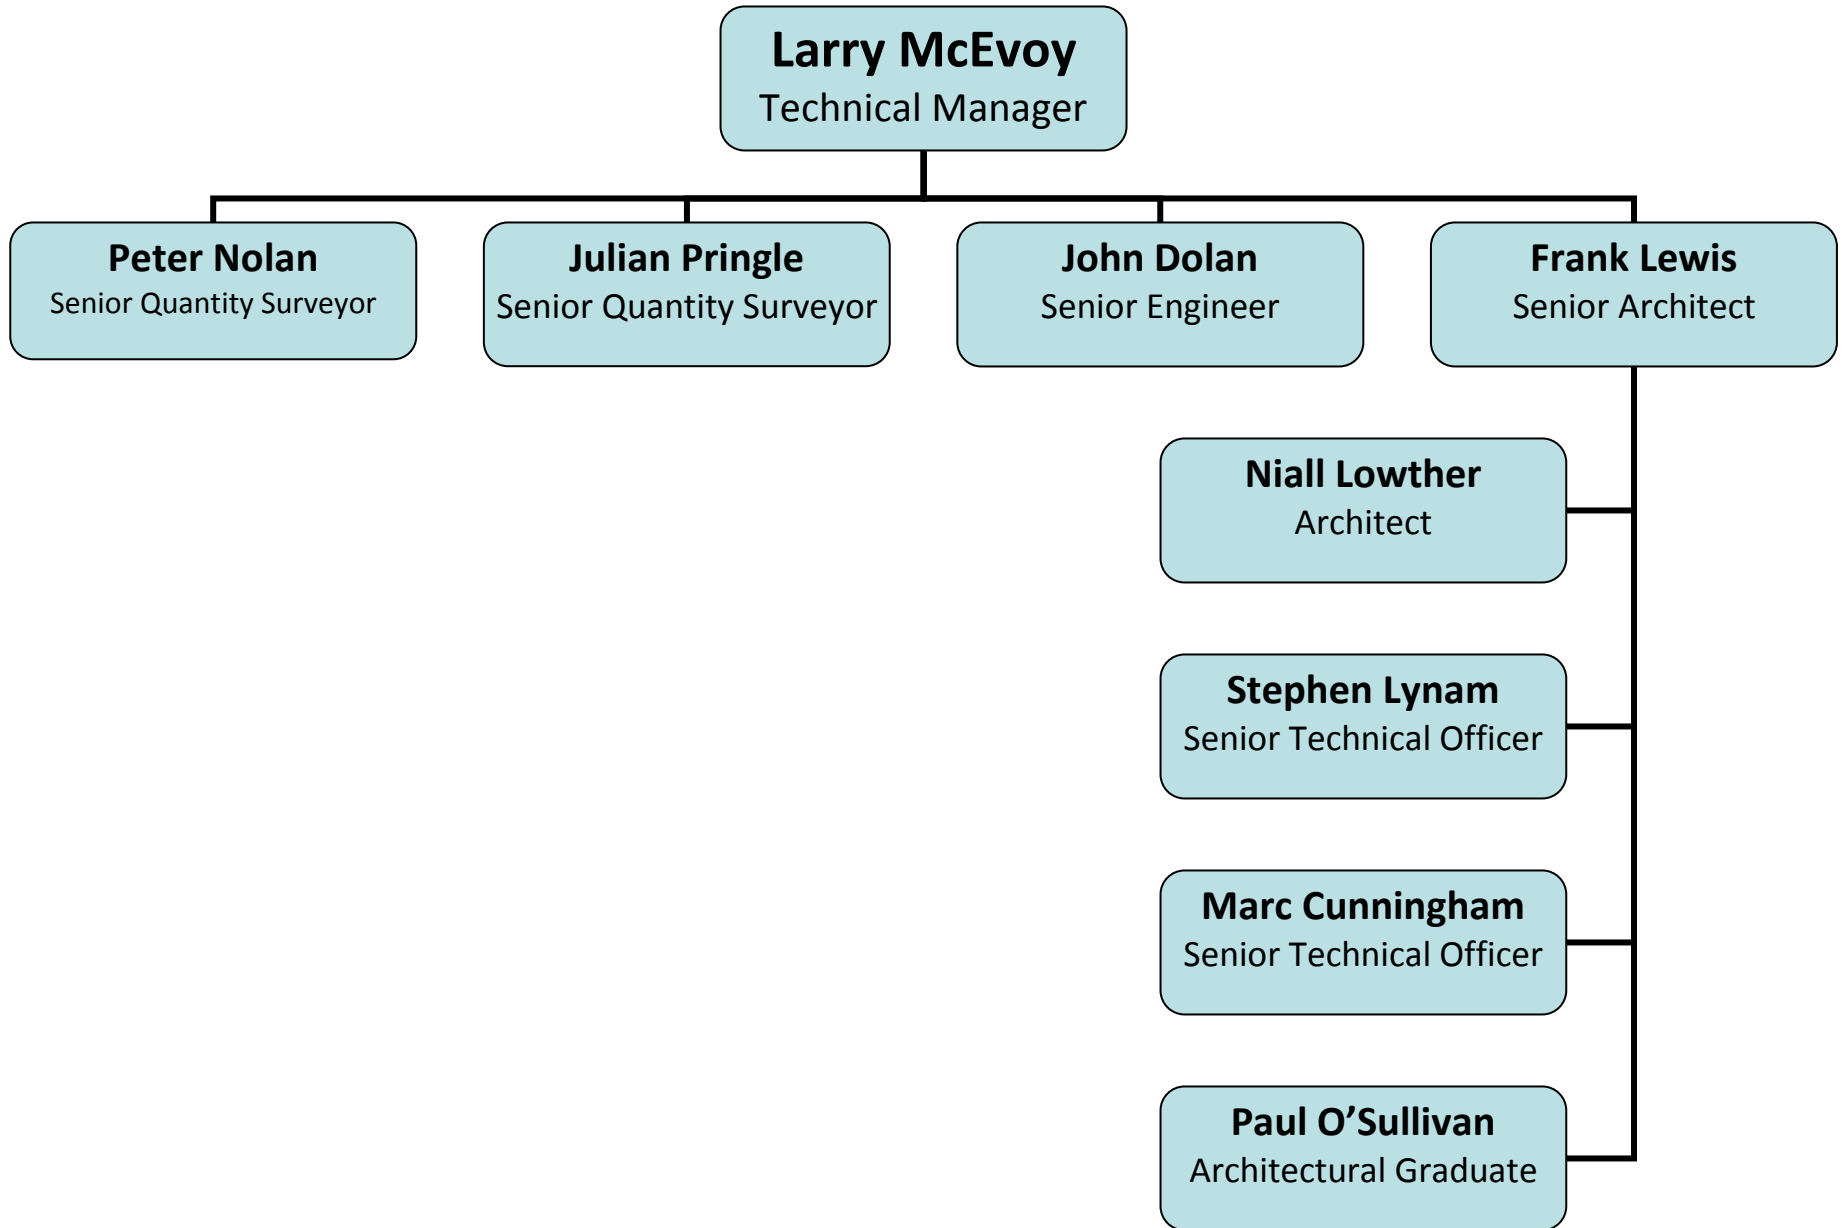 Larry McEvoy
Technical Manager
Peter Nolan
Senior Quantity Surveyor
Julian Pringle
Senior Quantity Surveyor
John Dolan
Senior Engineer
Frank Lewis
Senior Architect
Niall Lowther
Architect
Stephen Lynam
Senior Technical Officer
Marc Cunningham
Senior Technical Officer
Paul O’Sullivan
Architectural Graduate